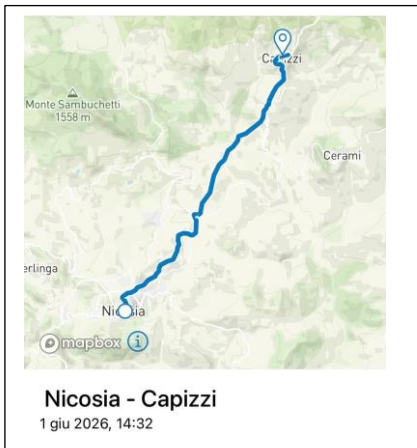 Capizzi
Monte Sambuchetti
1558 m
Cerami
erlinga
Nicosia
mapbox i
Nicosia - Capizzi
1 giu 2026, 14:32